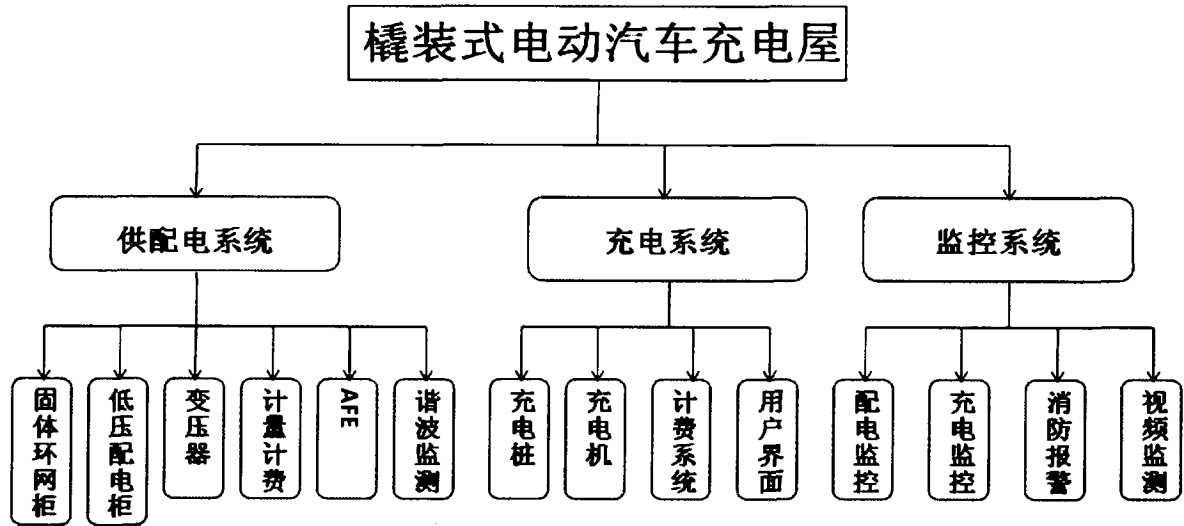 橇装式电动汽车充电屋
供配电系统
充电系统
监控系统
固体环网柜
低压配电柜
变压器
计量计费
AFE
谐波监测
充电桩
充电机
计费系统
用户界面
配电监控
充电监控
消防报警
视频监测